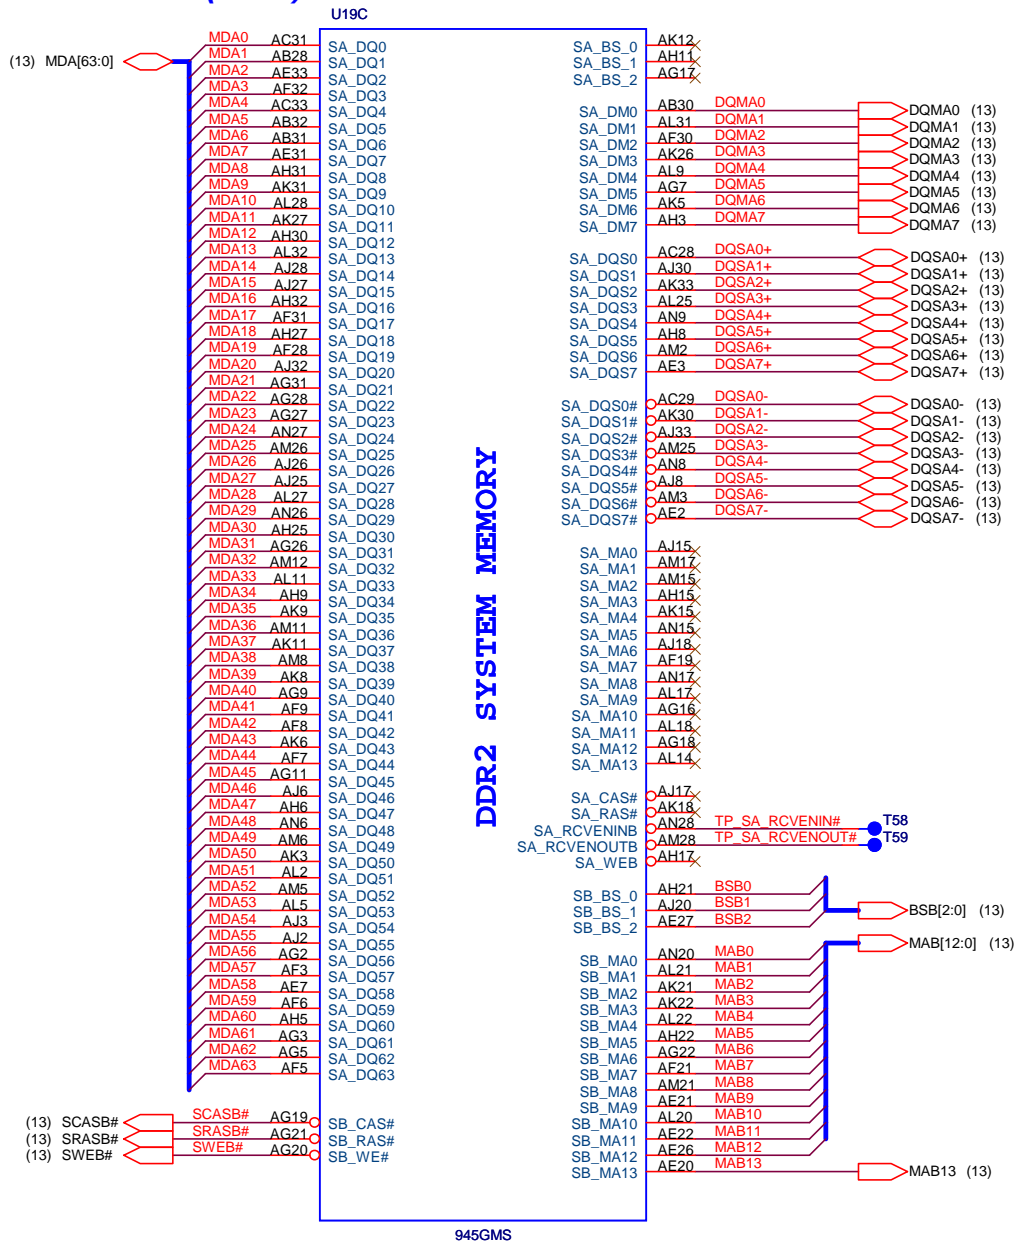 U19C
(13) MDA[63:0]
MDA0 AC31 SA_DQ0
MDA1 AB28 SA_DQ1
MDA2 AE33 SA_DQ2
MDA3 AF32 SA_DQ3
MDA4 AC33 SA_DQ4
MDA5 AB32 SA_DQ5
MDA6 AB31 SA_DQ6
MDA7 AE31 SA_DQ7
MDA8 AH31 SA_DQ8
MDA9 AK31 SA_DQ9
MDA10 AL28 SA_DQ10
MDA11 AK27 SA_DQ11
MDA12 AH30 SA_DQ12
MDA13 AL32 SA_DQ13
MDA14 AJ28 SA_DQ14
MDA15 AJ27 SA_DQ15
MDA16 AH32 SA_DQ16
MDA17 AF31 SA_DQ17
MDA18 AH27 SA_DQ18
MDA19 AF28 SA_DQ19
MDA20 AJ32 SA_DQ20
MDA21 AG31 SA_DQ21
MDA22 AG28 SA_DQ22
MDA23 AG27 SA_DQ23
MDA24 AN27 SA_DQ24
MDA25 AM26 SA_DQ25
MDA26 AJ26 SA_DQ26
MDA27 AJ25 SA_DQ27
MDA28 AL27 SA_DQ28
MDA29 AN26 SA_DQ29
MDA30 AH25 SA_DQ30
MDA31 AG26 SA_DQ31
MDA32 AM12 SA_DQ32
MDA33 AL11 SA_DQ33
MDA34 AH9 SA_DQ34
MDA35 AK9 SA_DQ35
MDA36 AM11 SA_DQ36
MDA37 AK11 SA_DQ37
MDA38 AM8 SA_DQ38
MDA39 AK8 SA_DQ39
MDA40 AG9 SA_DQ40
MDA41 AF9 SA_DQ41
MDA42 AF8 SA_DQ42
MDA43 AK6 SA_DQ43
MDA44 AF7 SA_DQ44
MDA45 AG11 SA_DQ45
MDA46 AJ6 SA_DQ46
MDA47 AH6 SA_DQ47
MDA48 AN6 SA_DQ48
MDA49 AM6 SA_DQ49
MDA50 AK3 SA_DQ50
MDA51 AL2 SA_DQ51
MDA52 AM5 SA_DQ52
MDA53 AL5 SA_DQ53
MDA54 AJ3 SA_DQ54
MDA55 AJ2 SA_DQ55
MDA56 AG2 SA_DQ56
MDA57 AF3 SA_DQ57
MDA58 AE7 SA_DQ58
MDA59 AF6 SA_DQ59
MDA60 AH5 SA_DQ60
MDA61 AG3 SA_DQ61
MDA62 AG5 SA_DQ62
MDA63 AF5 SA_DQ63
(13) SCASB# SCASB# AG19 SB_CAS#
(13) SRASB# SRASB# AG21 SB_RAS#
(13) SWEB# SWEB# AG20 SB_WE#
DDR2 SYSTEM MEMORY
SA_BS_0 AK12
SA_BS_1 AH11
SA_BS_2 AG17
SA_DM0 AB30 DQMA0 DQMA0 (13)
SA_DM1 AL31 DQMA1 DQMA1 (13)
SA_DM2 AF30 DQMA2 DQMA2 (13)
SA_DM3 AK26 DQMA3 DQMA3 (13)
SA_DM4 AL9 DQMA4 DQMA4 (13)
SA_DM5 AG7 DQMA5 DQMA5 (13)
SA_DM6 AK5 DQMA6 DQMA6 (13)
SA_DM7 AH3 DQMA7 DQMA7 (13)
SA_DQS0 AC28 DQSA0+ DQSA0+ (13)
SA_DQS1 AJ30 DQSA1+ DQSA1+ (13)
SA_DQS2 AK33 DQSA2+ DQSA2+ (13)
SA_DQS3 AL25 DQSA3+ DQSA3+ (13)
SA_DQS4 AN9 DQSA4+ DQSA4+ (13)
SA_DQS5 AH8 DQSA5+ DQSA5+ (13)
SA_DQS6 AM2 DQSA6+ DQSA6+ (13)
SA_DQS7 AE3 DQSA7+ DQSA7+ (13)
SA_DQS0# AC29 DQSA0- DQSA0- (13)
SA_DQS1# AK30 DQSA1- DQSA1- (13)
SA_DQS2# AJ33 DQSA2- DQSA2- (13)
SA_DQS3# AM25 DQSA3- DQSA3- (13)
SA_DQS4# AN8 DQSA4- DQSA4- (13)
SA_DQS5# AJ8 DQSA5- DQSA5- (13)
SA_DQS6# AM3 DQSA6- DQSA6- (13)
SA_DQS7# AE2 DQSA7- DQSA7- (13)
SA_MA0 AJ15
SA_MA1 AM17
SA_MA2 AM15
SA_MA3 AH15
SA_MA4 AK15
SA_MA5 AN15
SA_MA6 AJ18
SA_MA7 AF19
SA_MA8 AN17
SA_MA9 AL17
SA_MA10 AG16
SA_MA11 AL18
SA_MA12 AG18
SA_MA13 AL14
SA_CAS# AJ17
SA_RAS# AK18
SA_RCVENINB AN28 TP_SA_RCVENIN# T58
SA_RCVENOUTB AM28 TP_SA_RCVENOUT# T59
SA_WEB AH17
SB_BS_0 AH21 BSB0
SB_BS_1 AJ20 BSB1 BSB[2:0] (13)
SB_BS_2 AE27 BSB2
MAB[12:0] (13)
SB_MA0 AN20 MAB0
SB_MA1 AL21 MAB1
SB_MA2 AK21 MAB2
SB_MA3 AK22 MAB3
SB_MA4 AL22 MAB4
SB_MA5 AH22 MAB5
SB_MA6 AG22 MAB6
SB_MA7 AF21 MAB7
SB_MA8 AM21 MAB8
SB_MA9 AE21 MAB9
SB_MA10 AL20 MAB10
SB_MA11 AE22 MAB11
SB_MA12 AE26 MAB12
SB_MA13 AE20 MAB13 MAB13 (13)
945GMS